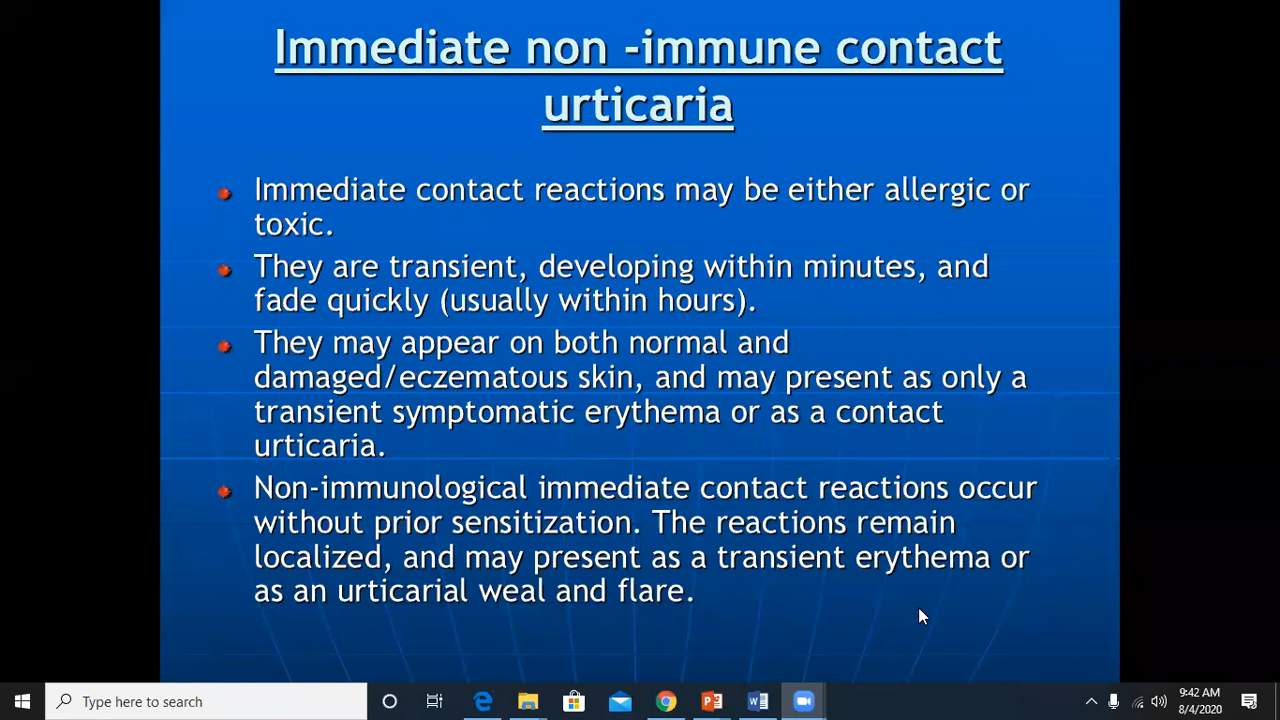 Immediate non -immune contact
urticaria
Immediate contact reactions may be either allergic or
toxic.
They are transient, developing within minutes, and
fade quickly (usually within hours).
They may appear on both normal and
damaged/eczematous skin, and may present as only a
transient symptomatic erythema or as a contact
urticaria.
Non-immunological immediate contact reactions occur
without prior sensitization. The reactions remain
localized, and may present as a transient erythema or
as an urticarial weal and flare.
Type here to search
9:42 AM
8/4/2020